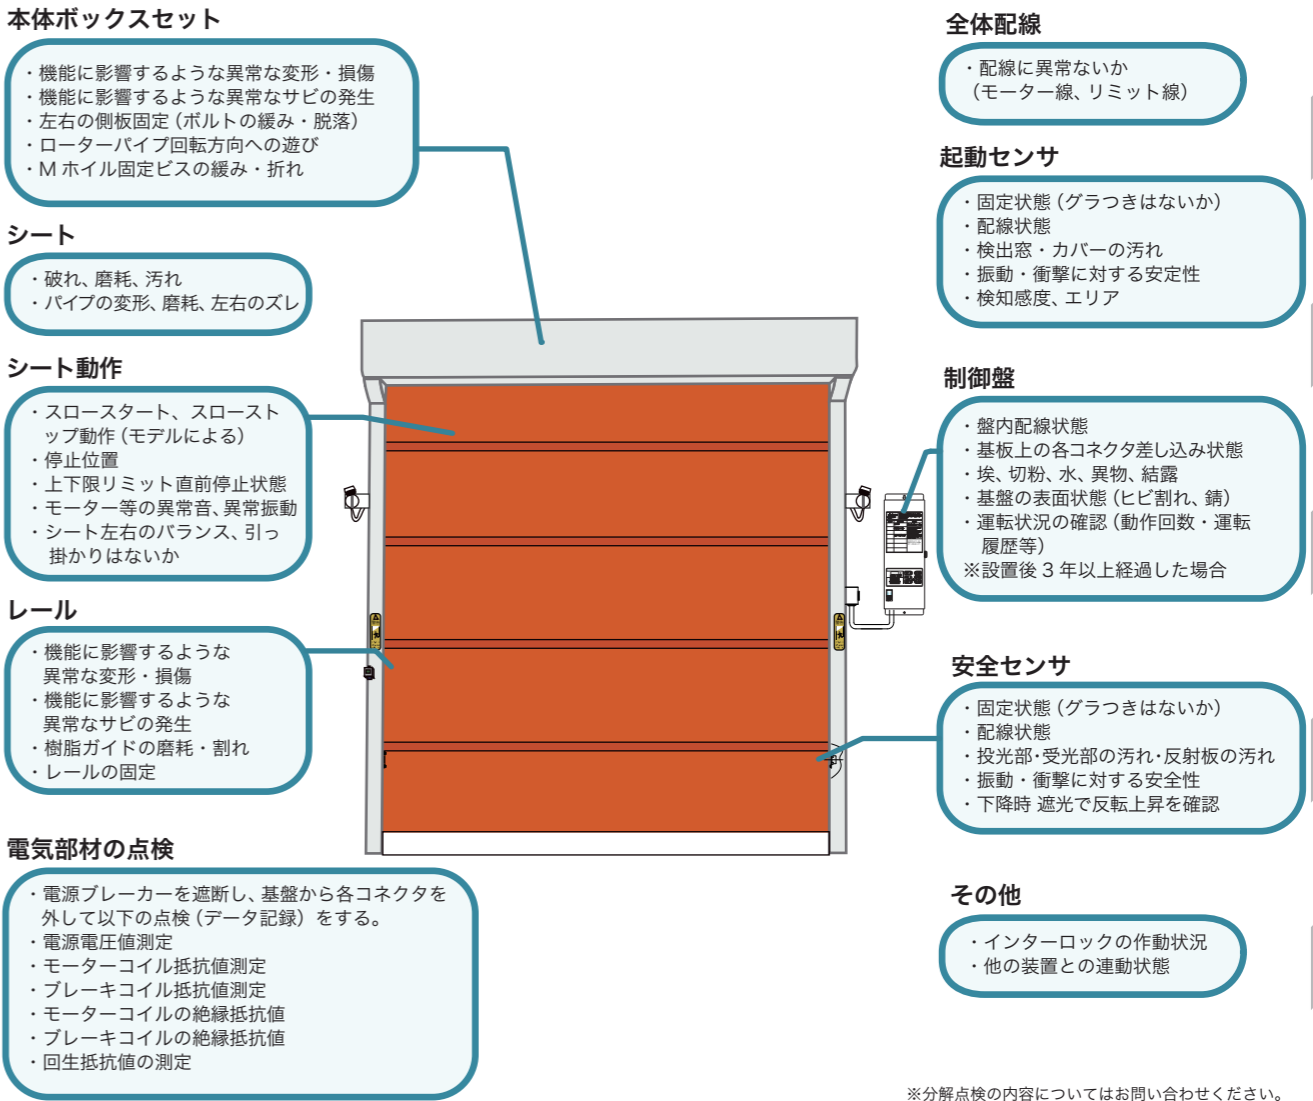 本体ボックスセット
・機能に影響するような異常な変形・損傷
・機能に影響するような異常なサビの発生
・左右の側板固定（ボルトの緩み・脱落）
・ローターパイプ回転方向への遊び
・M ホイル固定ビスの緩み・折れ
シート
・破れ、磨耗、汚れ
・パイプの変形、磨耗、左右のズレ
シート動作
・スロースタート、スロースト
ップ動作（モデルによる）
・停止位置
・上下限リミット直前停止状態
・モーター等の異常音、異常振動
・シート左右のバランス、引っ
掛かりはないか
レール
・機能に影響するような
異常な変形・損傷
・機能に影響するような
異常なサビの発生
・樹脂ガイドの磨耗・割れ
・レールの固定
電気部材の点検
・電源ブレーカーを遮断し、基盤から各コネクタを
外して以下の点検（データ記録）をする。
・電源電圧値測定
・モーターコイル抵抗値測定
・ブレーキコイル抵抗値測定
・モーターコイルの絶縁抵抗値
・ブレーキコイルの絶縁抵抗値
・回生抵抗値の測定
全体配線
・配線に異常ないか
（モーター線、リミット線）
起動センサ
・固定状態（グラつきはないか）
・配線状態
・検出窓・カバーの汚れ
・振動・衝撃に対する安定性
・検知感度、エリア
制御盤
・盤内配線状態
・基板上の各コネクタ差し込み状態
・埃、切粉、水、異物、結露
・基盤の表面状態（ヒビ割れ、錆）
・運転状況の確認（動作回数・運転
履歴等）
※設置後 3 年以上経過した場合
安全センサ
・固定状態（グラつきはないか）
・配線状態
・投光部・受光部の汚れ・反射板の汚れ
・振動・衝撃に対する安全性
・下降時 遮光で反転上昇を確認
その他
・インターロックの作動状況
・他の装置との連動状態
※分解点検の内容についてはお問い合わせください。